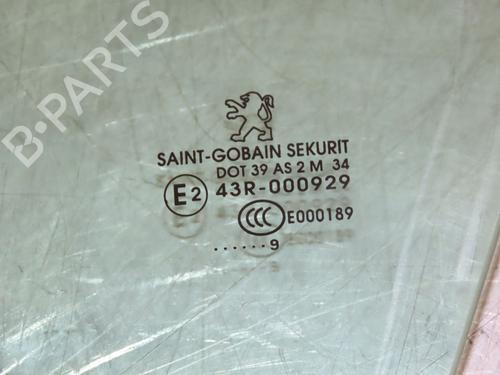 B-PARTS
SAINT-GOBAIN SEKURIT
DOT 39 AS 2 M 34
E2 43R-000929
CCC E000189
......9